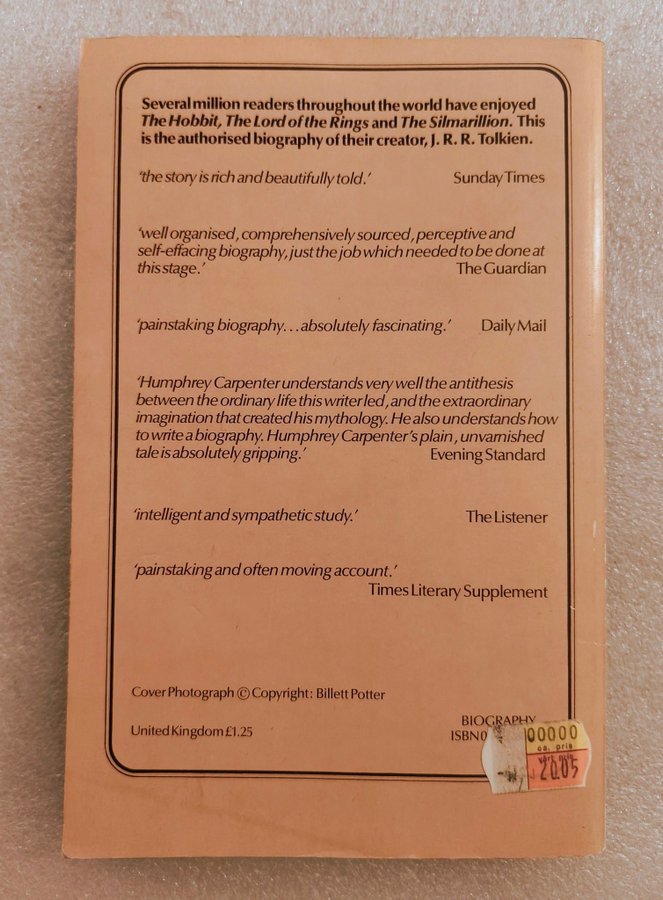 Several million readers throughout the world have enjoyed
The Hobbit, The Lord of the Rings and The Silmarillion. This
is the authorised biography of their creator, J. R. R. Tolkien.
‘the story is rich and beautifully told.’ Sunday Times
‘well organised, comprehensively sourced, perceptive and
self-effacing biography, just the job which needed to be done at
this stage.’ The Guardian
‘painstaking biography...absolutely fascinating.’ Daily Mail
‘Humphrey Carpenter understands very well the antithesis
between the ordinary life this writer led, and the extraordinary
imagination that created his mythology. He also understands how
to write a biography. Humphrey Carpenter’s plain, unvarnished
tale is absolutely gripping.’ Evening Standard
‘intelligent and sympathetic study.’ The Listener
‘painstaking and often moving account.’
Times Literary Supplement
Cover Photograph © Copyright: Billett Potter
BIOGRAPHY
United Kingdom £1.25 ISBN 0
00000
ca. pris
2005